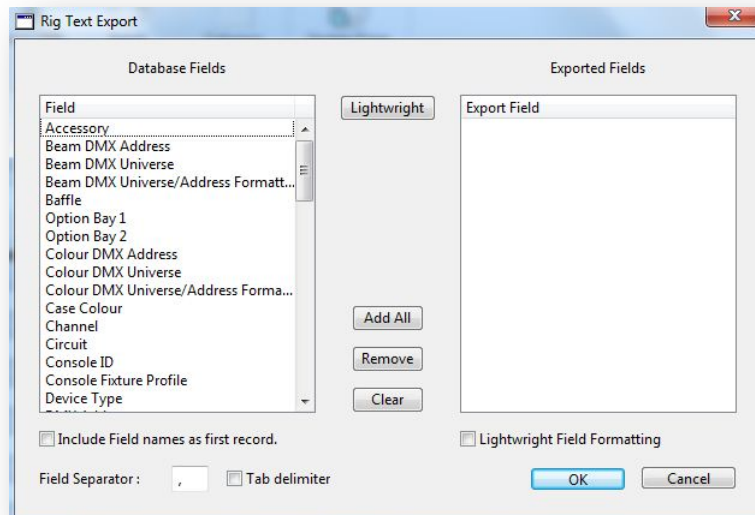 Rig Text Export
Database Fields
Exported Fields
Field
Lightwright
Export Field
Accessory
Beam DMX Address
Beam DMX Universe
Beam DMX Universe/Address Formatt...
Baffle
Option Bay 1
Option Bay 2
Colour DMX Address
Colour DMX Universe
Colour DMX Universe/Address Forma...
Case Colour
Channel
Circuit
Console ID
Console Fixture Profile
Device Type
Add All
Remove
Clear
Include Field names as first record.
Lightwright Field Formatting
Field Separator :
,
Tab delimiter
OK
Cancel